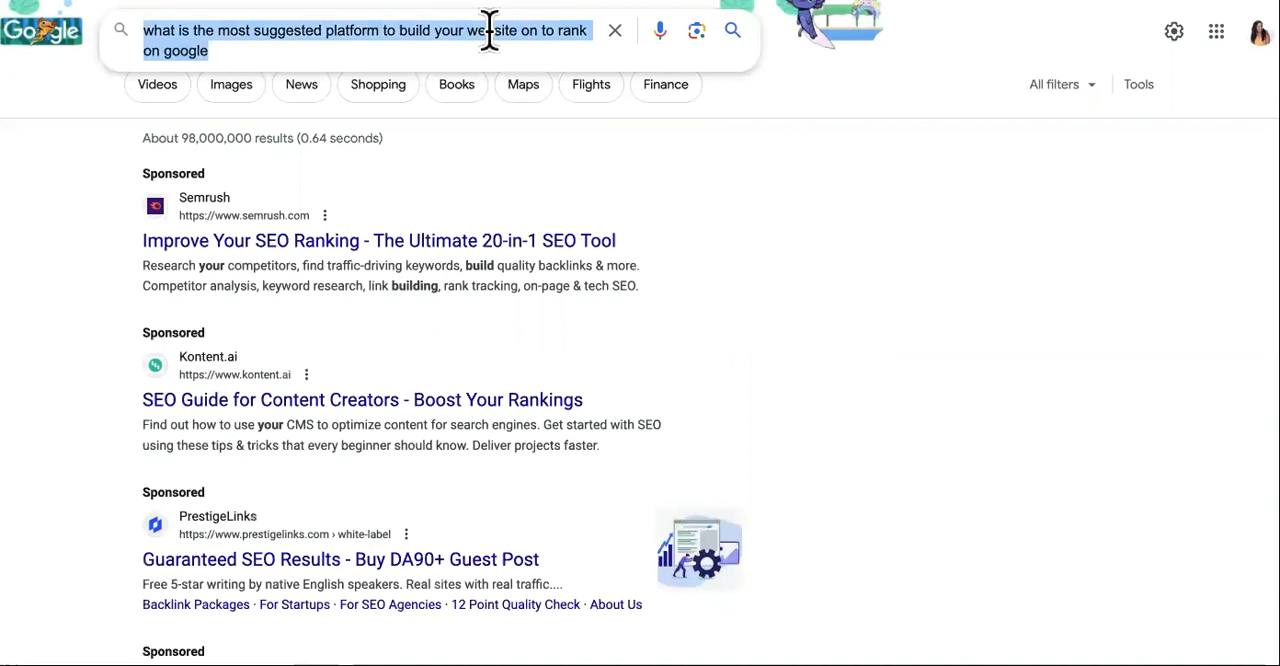 Google
what is the most suggested platform to build your website on to rank
on google
Videos
Images
News
Shopping
Books
Maps
Flights
Finance
All filters
Tools
About 98,000,000 results (0.64 seconds)
Sponsored
Semrush
https://www.semrush.com
Improve Your SEO Ranking - The Ultimate 20-in-1 SEO Tool
Research your competitors, find traffic-driving keywords, build quality backlinks & more.
Competitor analysis, keyword research, link building, rank tracking, on-page & tech SEO.
Sponsored
Kontent.ai
https://www.kontent.ai
SEO Guide for Content Creators - Boost Your Rankings
Find out how to use your CMS to optimize content for search engines. Get started with SEO
using these tips & tricks that every beginner should know. Deliver projects faster.
Sponsored
PrestigeLinks
https://www.prestigelinks.com › white-label
Guaranteed SEO Results - Buy DA90+ Guest Post
Free 5-star writing by native English speakers. Real sites with real traffic....
Backlink Packages · For Startups · For SEO Agencies · 12 Point Quality Check · About Us
Sponsored